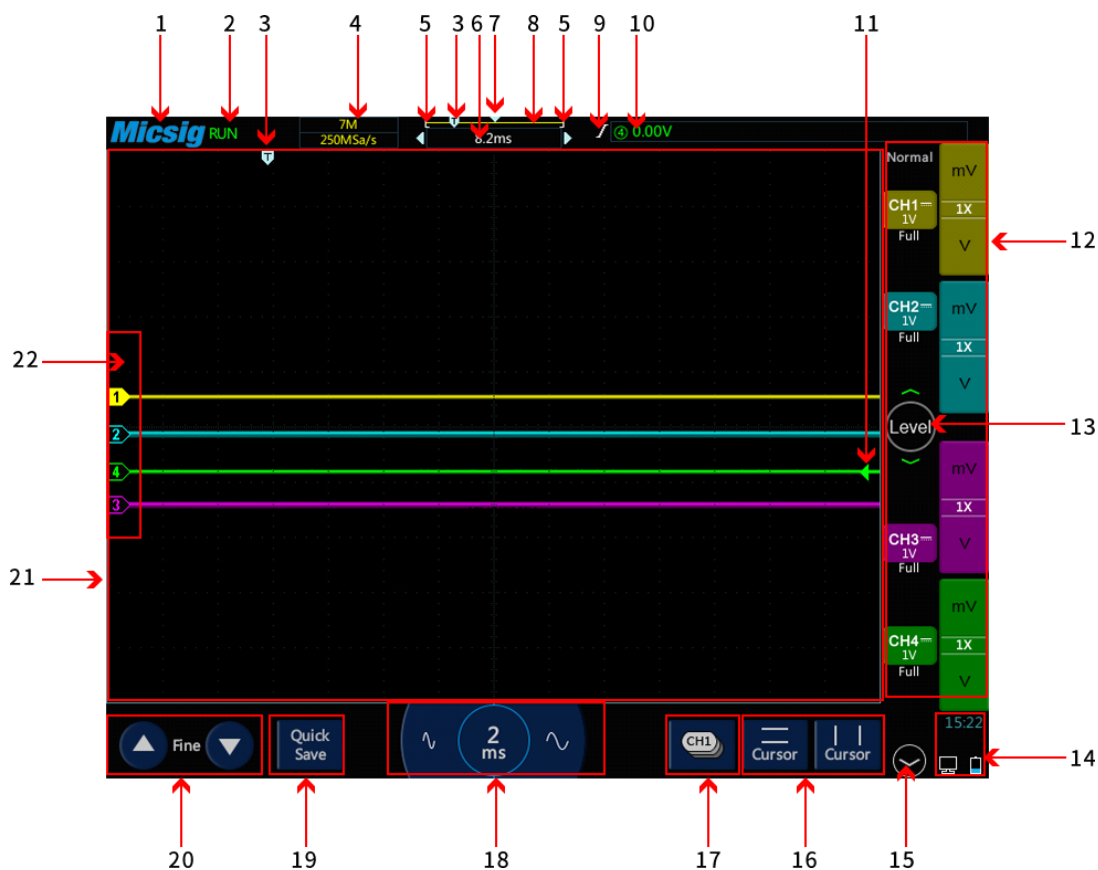 1 2 3 4 5 3 6 7 8 5 9 10 11
Micsig RUN
7M
250MSa/s
T
8.2ms
④ 0.00V
T
Normal
mV
CH1
1V
Full
1X
V
12
CH2
1V
Full
mV
1X
V
22
1
2
4
3
Level
13
mV
1X
V
CH3
1V
Full
21
mV
CH4
1V
Full
1X
V
15:22
Fine
Quick
Save
2
ms
CH1
Cursor
Cursor
14
20 19 18 17 16 15